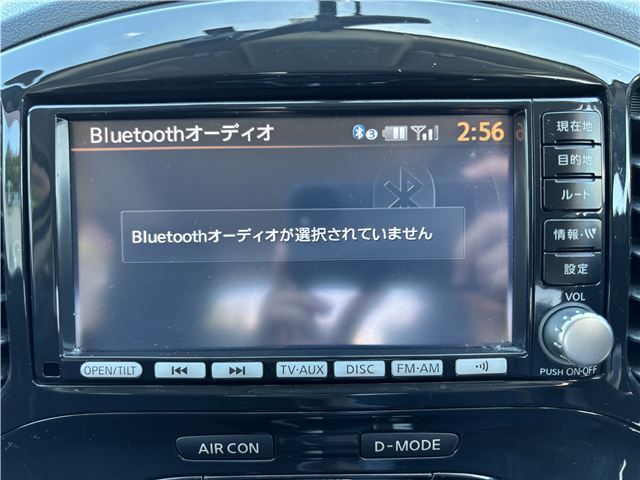 Bluetoothオーディオ 3 2:56
Bluetoothオーディオが選択されていません
現在地
目的地
ルート
情報・
設定
VOL
PUSH ON・OFF
OPEN/TILT TV・AUX DISC FM・AM
AIR CON D-MODE